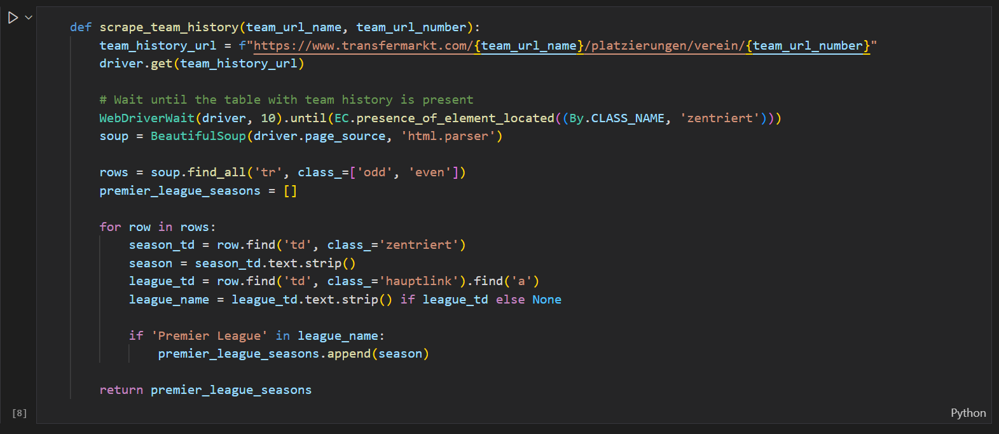 def scrape_team_history(team_url_name, team_url_number):
    team_history_url = f"https://www.transfermarkt.com/{team_url_name}/platzierungen/verein/{team_url_number}"
    driver.get(team_history_url)

    # Wait until the table with team history is present
    WebDriverWait(driver, 10).until(EC.presence_of_element_located((By.CLASS_NAME, 'zentriert')))
    soup = BeautifulSoup(driver.page_source, 'html.parser')

    rows = soup.find_all('tr', class_=['odd', 'even'])
    premier_league_seasons = []

    for row in rows:
        season_td = row.find('td', class_='zentriert')
        season = season_td.text.strip()
        league_td = row.find('td', class_='hauptlink').find('a')
        league_name = league_td.text.strip() if league_td else None

        if 'Premier League' in league_name:
            premier_league_seasons.append(season)

    return premier_league_seasons
[8]
Python